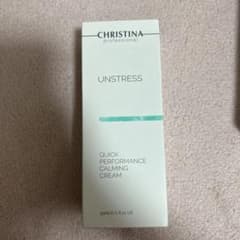 CHRISTINA
professional
UNSTRESS
QUICK
PERFORMANCE
CALMING
CREAM